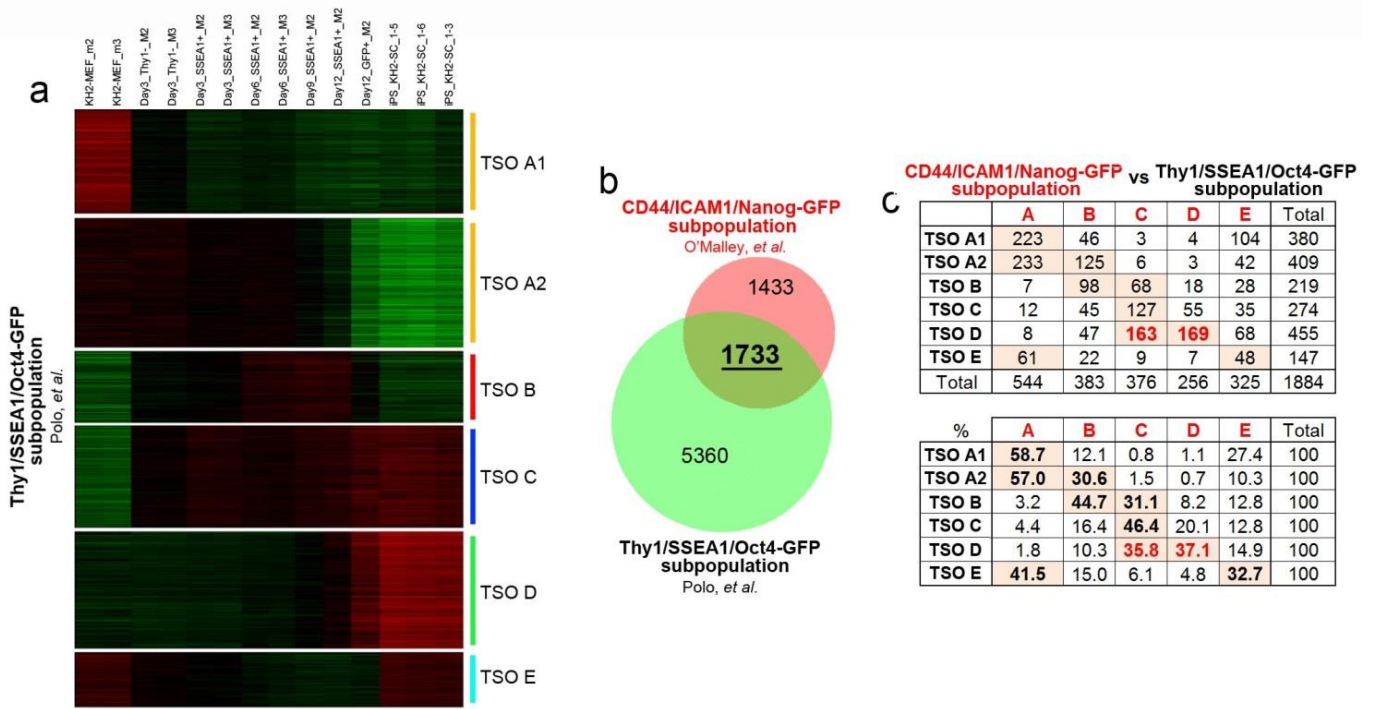 a
KH2-MEF_m2
KH2-MEF_m3
Day3_Thy1-_M2
Day3_Thy1-_M3
Day3_SSEA1+_M2
Day3_SSEA1+_M3
Day6_SSEA1+_M2
Day6_SSEA1+_M3
Day9_SSEA1+_M2
Day12_SSEA1+_M2
Day12_GFP+_M2
iPS_KH2-SC_1-5
iPS_KH2-SC_1-6
iPS_KH2-SC_1-3
Thy1/SSEA1/Oct4-GFP
subpopulation
Polo, et al.
TSO A1
TSO A2
TSO B
TSO C
TSO D
TSO E
b
CD44/ICAM1/Nanog-GFP
subpopulation
O'Malley, et al.
1433
1733
5360
Thy1/SSEA1/Oct4-GFP
subpopulation
Polo, et al.
c
CD44/ICAM1/Nanog-GFP vs Thy1/SSEA1/Oct4-GFP
subpopulation subpopulation
A B C D E Total
TSO A1 223 46 3 4 104 380
TSO A2 233 125 6 3 42 409
TSO B 7 98 68 18 28 219
TSO C 12 45 127 55 35 274
TSO D 8 47 163 169 68 455
TSO E 61 22 9 7 48 147
Total 544 383 376 256 325 1884
% A B C D E Total
TSO A1 58.7 12.1 0.8 1.1 27.4 100
TSO A2 57.0 30.6 1.5 0.7 10.3 100
TSO B 3.2 44.7 31.1 8.2 12.8 100
TSO C 4.4 16.4 46.4 20.1 12.8 100
TSO D 1.8 10.3 35.8 37.1 14.9 100
TSO E 41.5 15.0 6.1 4.8 32.7 100